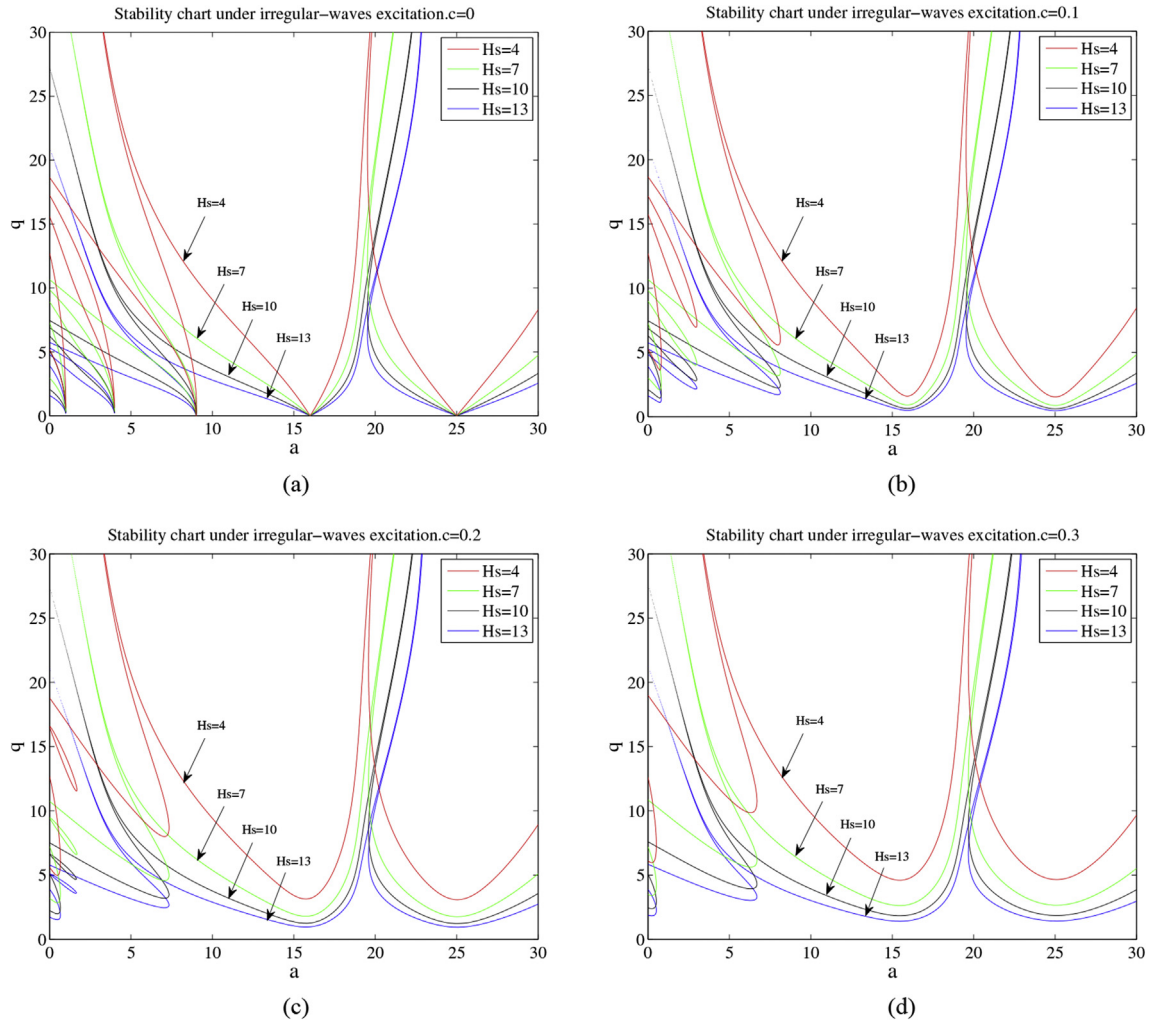 Stability chart under irregular-waves excitation.c=0
30
25
20
15
10
5
0
q
0 5 10 15 20 25 30
a
Hs=4
Hs=7
Hs=10
Hs=13
Hs=4
Hs=7
Hs=10
Hs=13
(a)
Stability chart under irregular-waves excitation.c=0.1
30
25
20
15
10
5
0
q
0 5 10 15 20 25 30
a
Hs=4
Hs=7
Hs=10
Hs=13
Hs=4
Hs=7
Hs=10
Hs=13
(b)
Stability chart under irregular-waves excitation.c=0.2
30
25
20
15
10
5
0
q
0 5 10 15 20 25 30
a
Hs=4
Hs=7
Hs=10
Hs=13
Hs=4
Hs=7
Hs=10
Hs=13
(c)
Stability chart under irregular-waves excitation.c=0.3
30
25
20
15
10
5
0
q
0 5 10 15 20 25 30
a
Hs=4
Hs=7
Hs=10
Hs=13
Hs=4
Hs=7
Hs=10
Hs=13
(d)